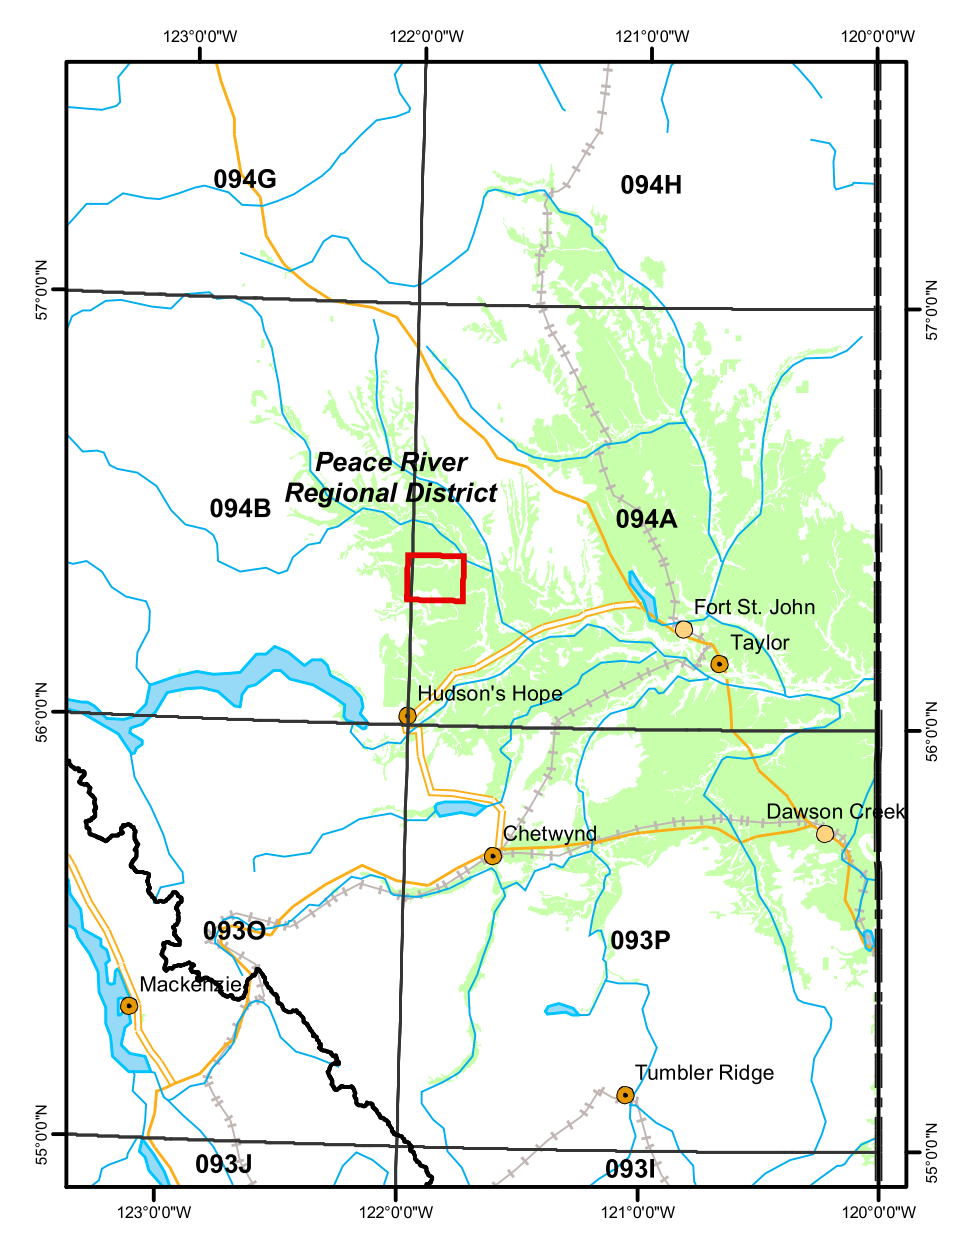 123°0'0"W
122°0'0"W
121°0'0"W
120°0'0"W
094G
094H
57°0'0"N
57°0'0"N
Peace River
Regional District
094B
094A
Fort St. John
Taylor
Hudson's Hope
56°0'0"N
56°0'0"N
Dawson Creek
Chetwynd
093O
093P
Mackenzie
Tumbler Ridge
55°0'0"N
55°0'0"N
093J
093I
123°0'0"W
122°0'0"W
121°0'0"W
120°0'0"W